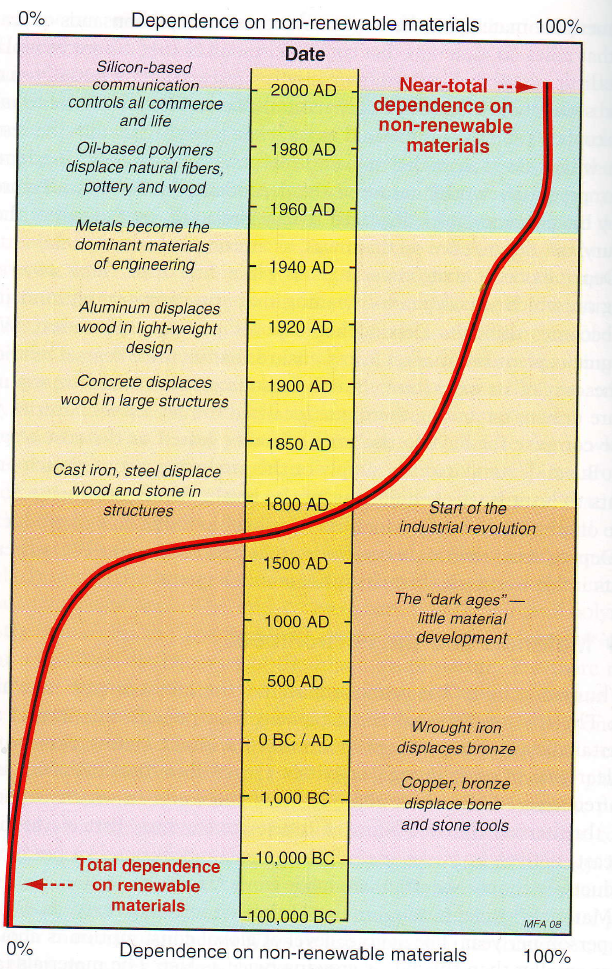 0%
Dependence on non-renewable materials
100%
Date
Silicon-based
communication
controls all commerce
and life
Near-total
dependence on
non-renewable
materials
2000 AD
Oil-based polymers
displace natural fibers,
pottery and wood
1980 AD
1960 AD
Metals become the
dominant materials
of engineering
1940 AD
Aluminum displaces
wood in light-weight
design
1920 AD
Concrete displaces
wood in large structures
1900 AD
1850 AD
Cast iron, steel displace
wood and stone in
structures
1800 AD
Start of the
industrial revolution
1500 AD
The “dark ages”—
little material
development
1000 AD
500 AD
0 BC / AD
Wrought iron
displaces bronze
1,000 BC
Copper, bronze
displace bone
and stone tools
10,000 BC
Total dependence
on renewable
materials
100,000 BC
MFA 08
0%
Dependence on non-renewable materials
100%